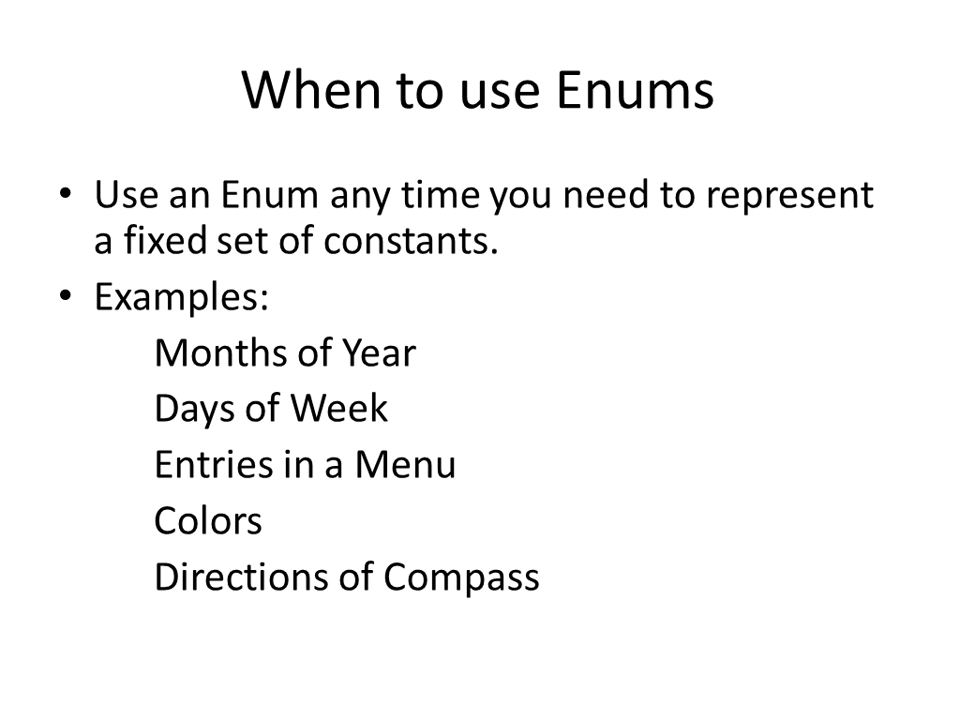 When to use Enums
• Use an Enum any time you need to represent
a fixed set of constants.
• Examples:
Months of Year
Days of Week
Entries in a Menu
Colors
Directions of Compass